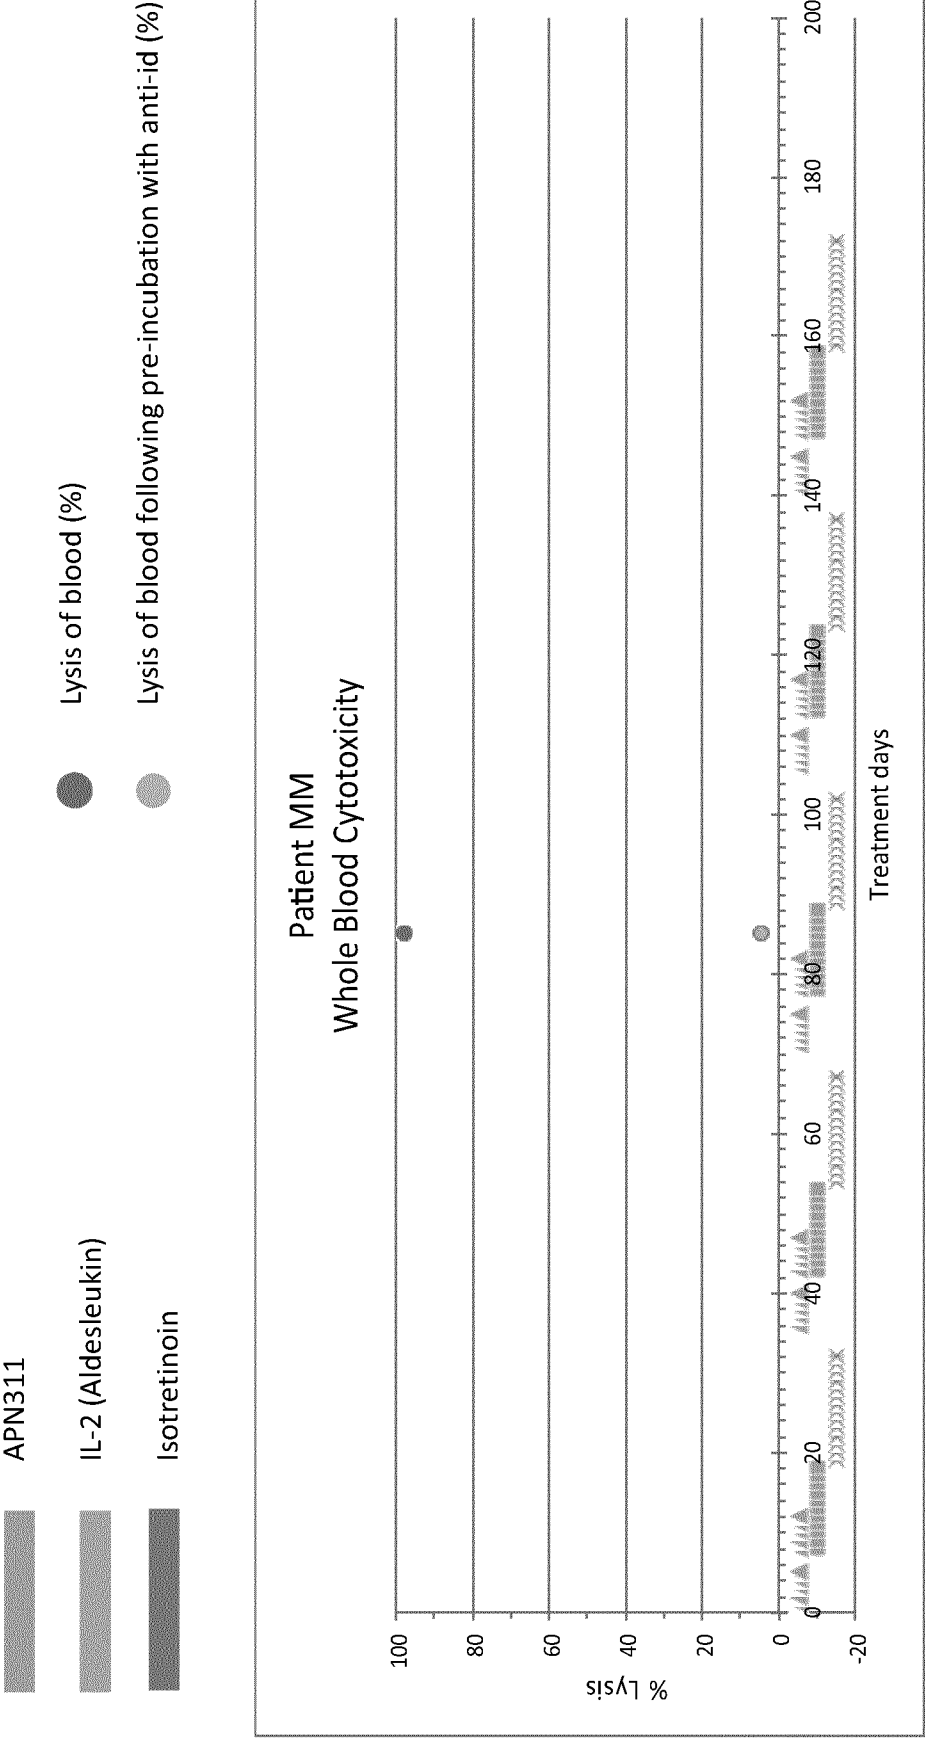 APN311
IL-2 (Aldesleukin)
Isotretinoin
Lysis of blood (%)
Lysis of blood following pre-incubation with anti-id (%)
Patient MM
Whole Blood Cytotoxicity
% Lysis
100
80
60
40
20
0
-20
0
20
40
60
80
100
120
140
160
180
200
Treatment days